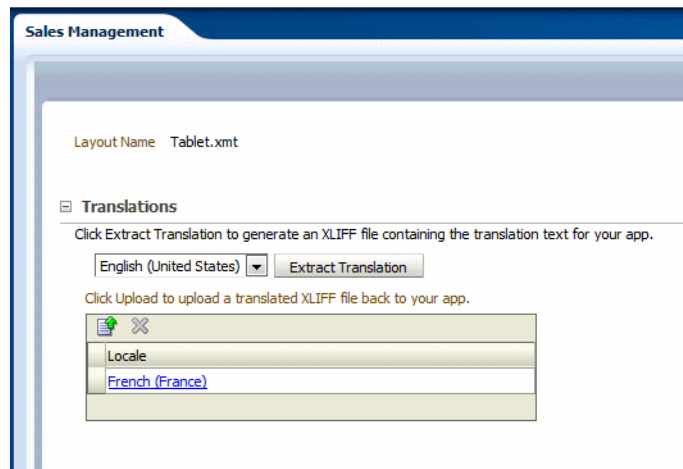 Sales Management
Layout Name Tablet.xmt
Translations
Click Extract Translation to generate an XLIFF file containing the translation text for your app.
English (United States) Extract Translation
Click Upload to upload a translated XLIFF file back to your app.
Locale
French (France)